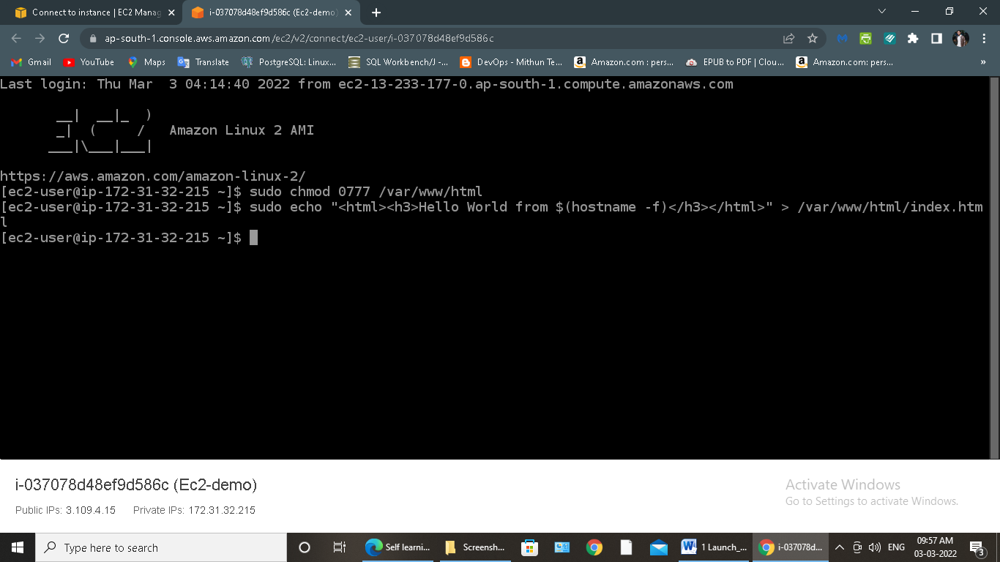 Connect to instance | EC2 Manag
i-037078d48ef9d586c (Ec2-demo)
ap-south-1.console.aws.amazon.com/ec2/v2/connect/ec2-user/i-037078d48ef9d586c
Gmail YouTube Maps Translate PostgreSQL: Linux... SQL Workbench/J -... DevOps - Mithun Te... Amazon.com : pers... EPUB to PDF | Clou... Amazon.com: pers... »
Last login: Thu Mar  3 04:14:40 2022 from ec2-13-233-177-0.ap-south-1.compute.amazonaws.com
       __|  __|_  )
       _|  (     /   Amazon Linux 2 AMI
      ___|\___|___|
https://aws.amazon.com/amazon-linux-2/
[ec2-user@ip-172-31-32-215 ~]$ sudo chmod 0777 /var/www/html
[ec2-user@ip-172-31-32-215 ~]$ sudo echo "<html><h3>Hello World from $(hostname -f)</h3></html>" > /var/www/html/index.htm
l
[ec2-user@ip-172-31-32-215 ~]$
i-037078d48ef9d586c (Ec2-demo)
Public IPs: 3.109.4.15 Private IPs: 172.31.32.215
Activate Windows
Go to Settings to activate Windows.
Type here to search
Self learni...
Screensh...
1 Launch_...
i-037078d...
ENG
09:57 AM
03-03-2022
3